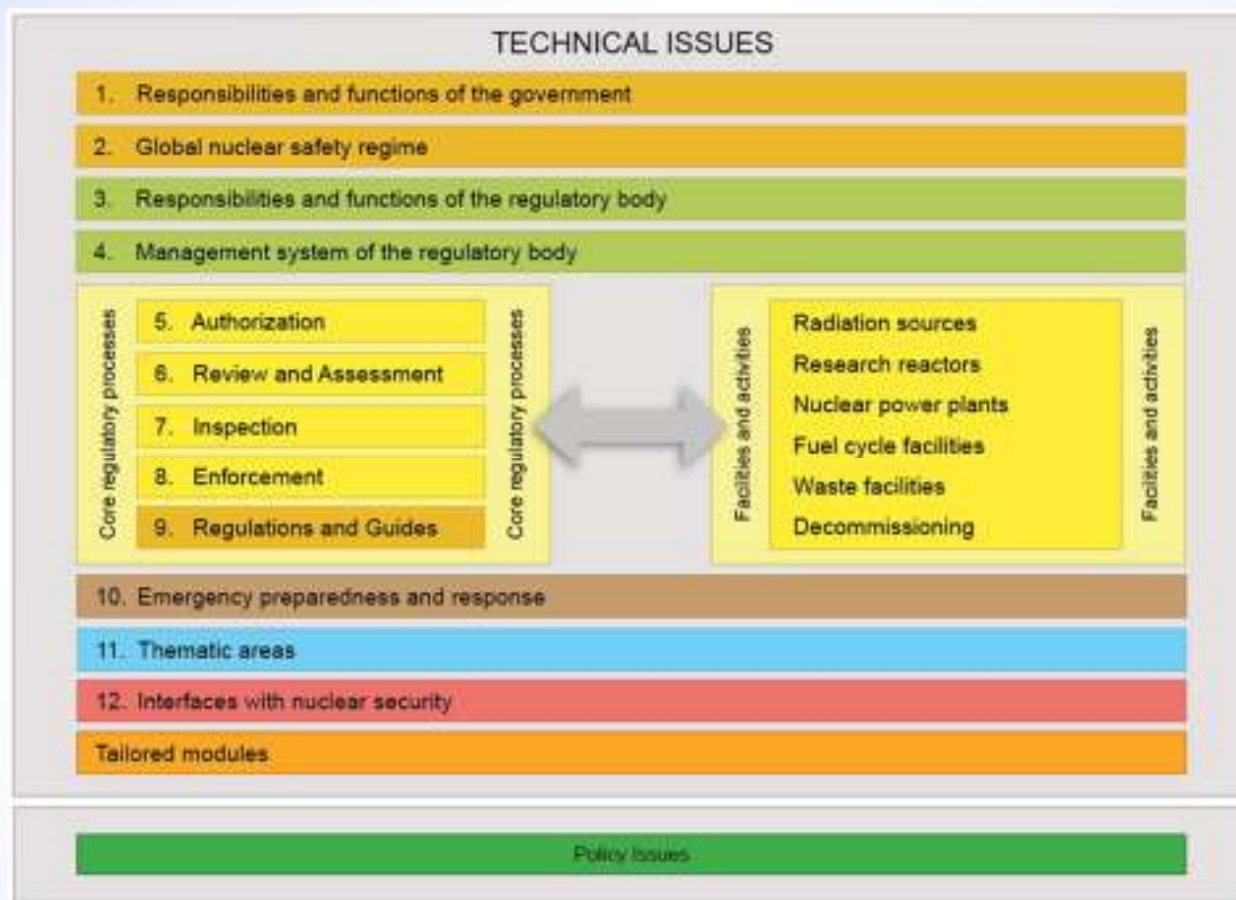 TECHNICAL ISSUES
1. Responsibilities and functions of the government
2. Global nuclear safety regime
3. Responsibilities and functions of the regulatory body
4. Management system of the regulatory body
Core regulatory processes
5. Authorization
6. Review and Assessment
7. Inspection
8. Enforcement
9. Regulations and Guides
Core regulatory processes
Facilities and activities
Radiation sources
Research reactors
Nuclear power plants
Fuel cycle facilities
Waste facilities
Decommissioning
Facilities and activities
10. Emergency preparedness and response
11. Thematic areas
12. Interfaces with nuclear security
Tailored modules
Policy Issues